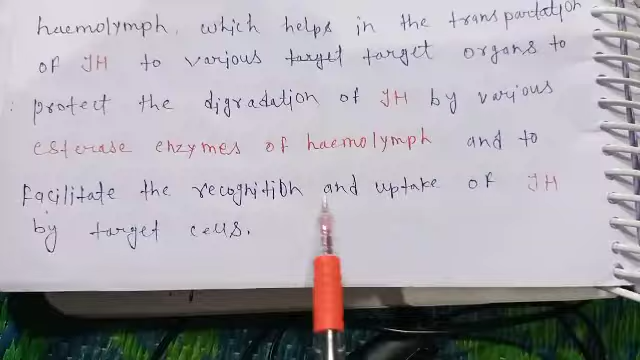 haemolymph, which helps in the transpartation
of JH to various target target organs to
protect the digradation of JH by various
esterase enzymes of haemolymph and to
Facilitate the recognition and uptake of JH
by target cells.